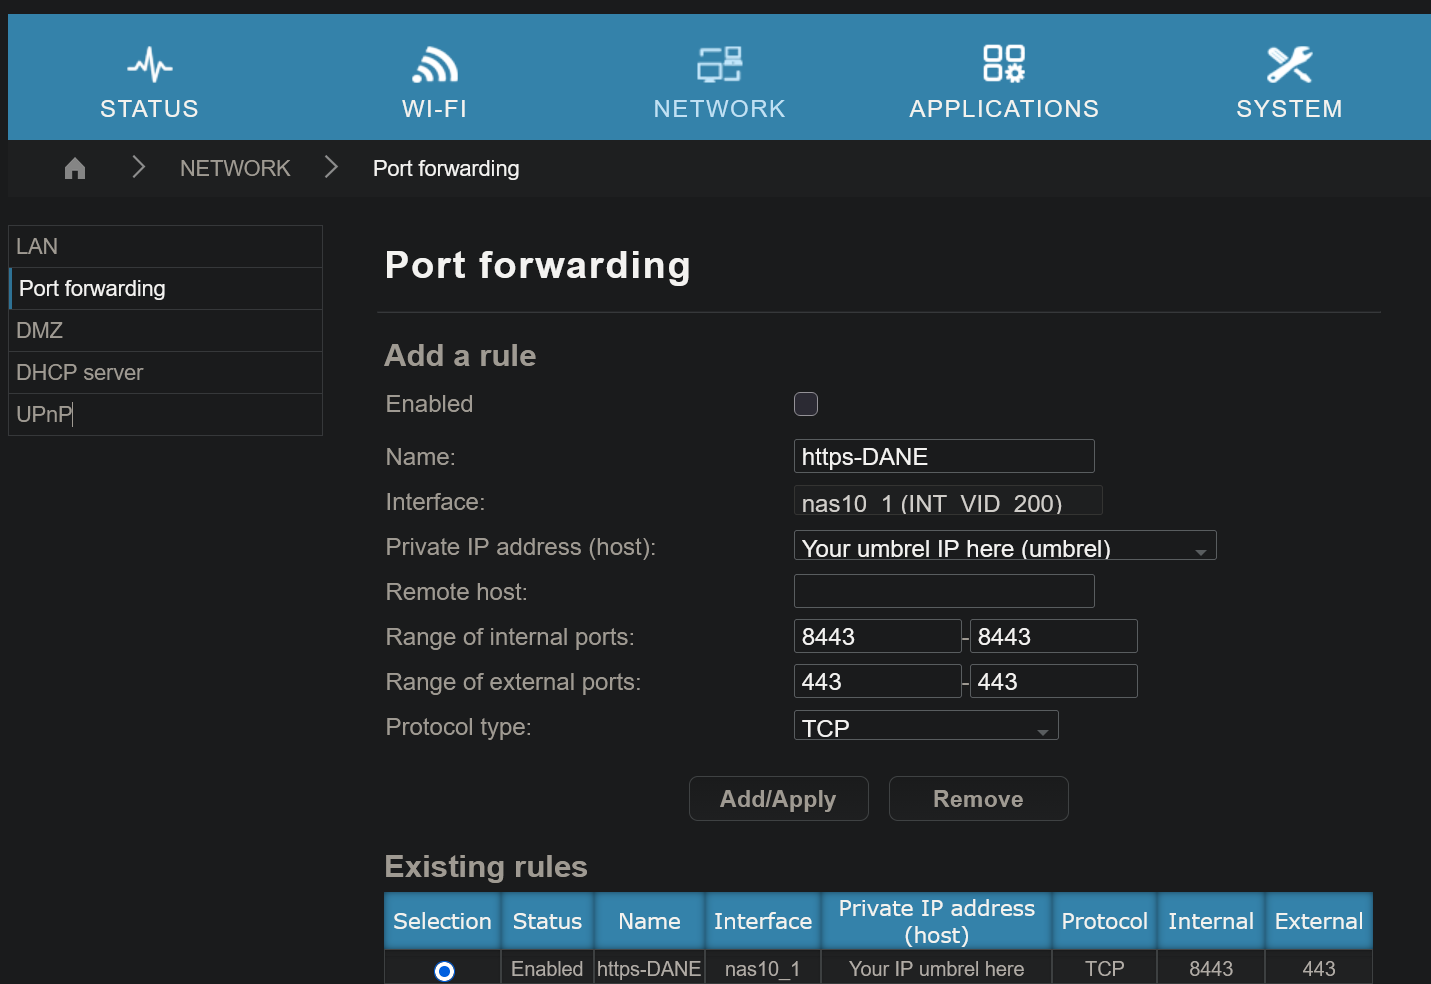 STATUS
WI-FI
NETWORK
APPLICATIONS
SYSTEM
NETWORK
Port forwarding
LAN
Port forwarding
DMZ
DHCP server
UPnP
Port forwarding
Add a rule
Enabled
Name: https-DANE
Interface: nas10_1 (INT_VID_200)
Private IP address (host): Your umbrel IP here (umbrel)
Remote host:
Range of internal ports: 8443 - 8443
Range of external ports: 443 - 443
Protocol type: TCP
Add/Apply Remove
Existing rules
Selection Status Name Interface Private IP address (host) Protocol Internal External
Enabled https-DANE nas10_1 Your IP umbrel here TCP 8443 443